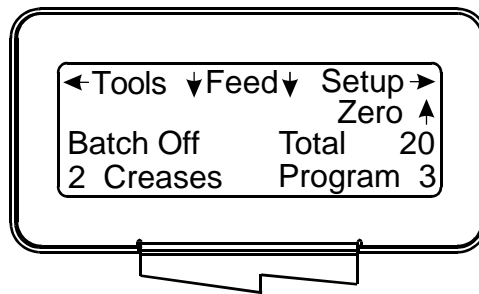 ←Tools ↓Feed↓ Setup→
Zero ↑
Batch Off Total 20
2 Creases Program 3